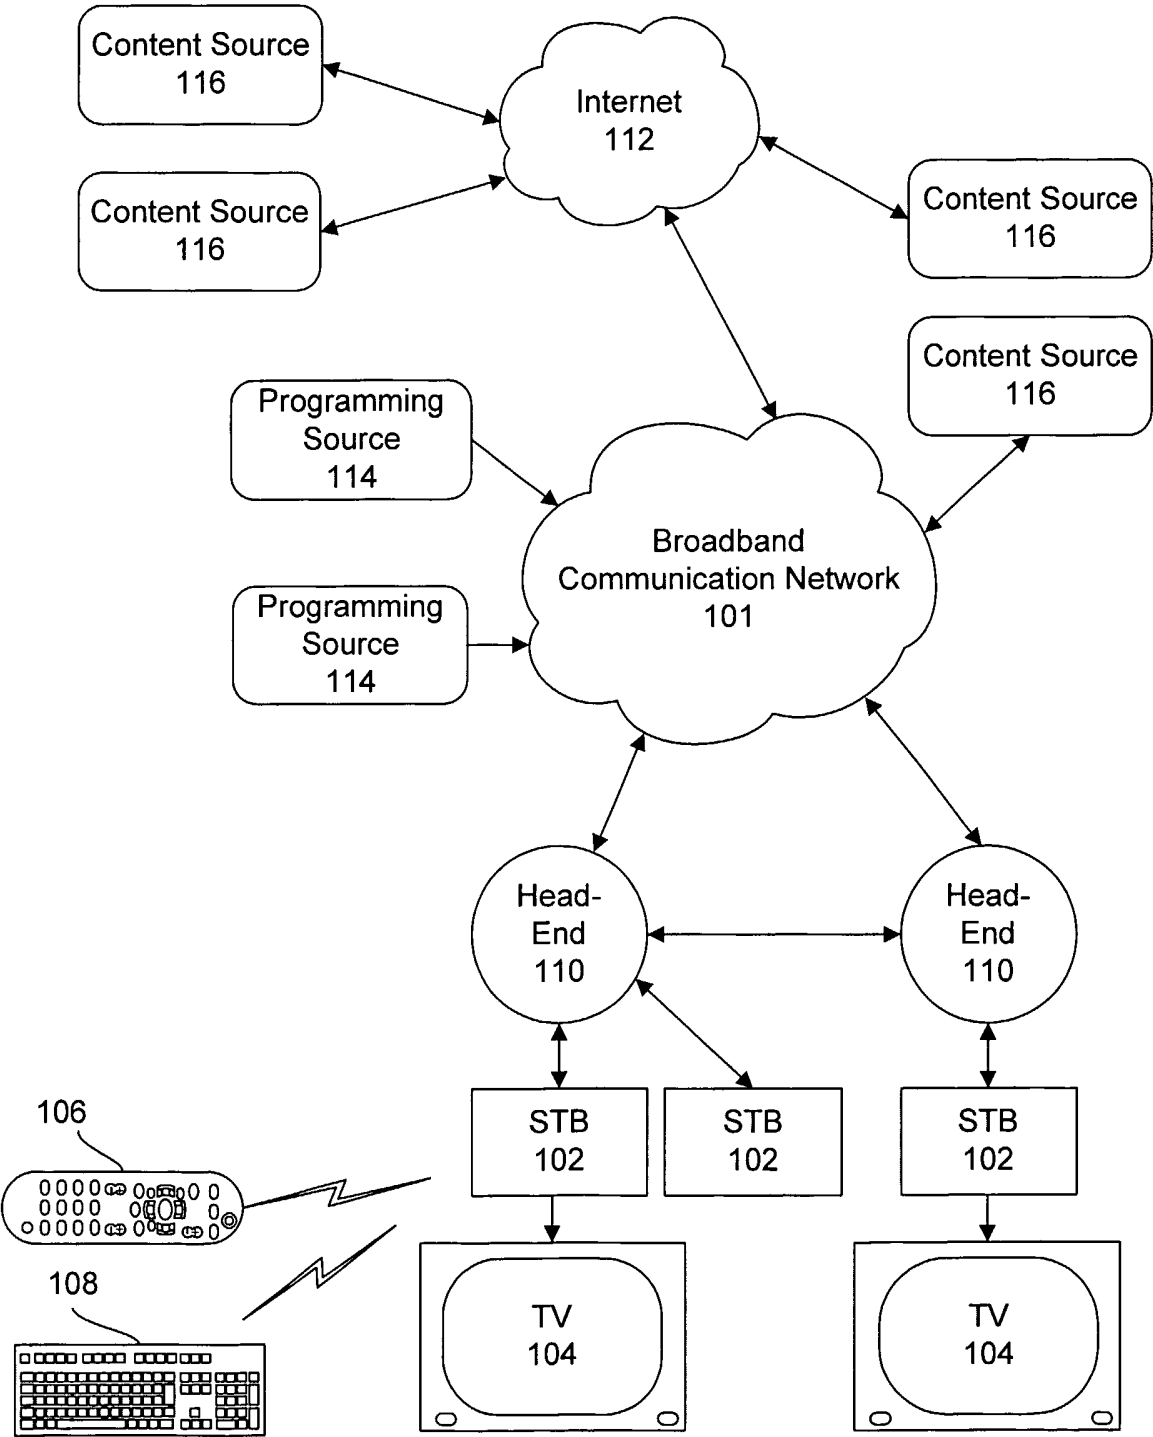 Content Source
116
Internet
112
Content Source
116
Content Source
116
Content Source
116
Programming
Source
114
Broadband
Communication Network
101
Programming
Source
114
Head-
End
110
Head-
End
110
STB
102
STB
102
STB
102
106
108
TV
104
TV
104